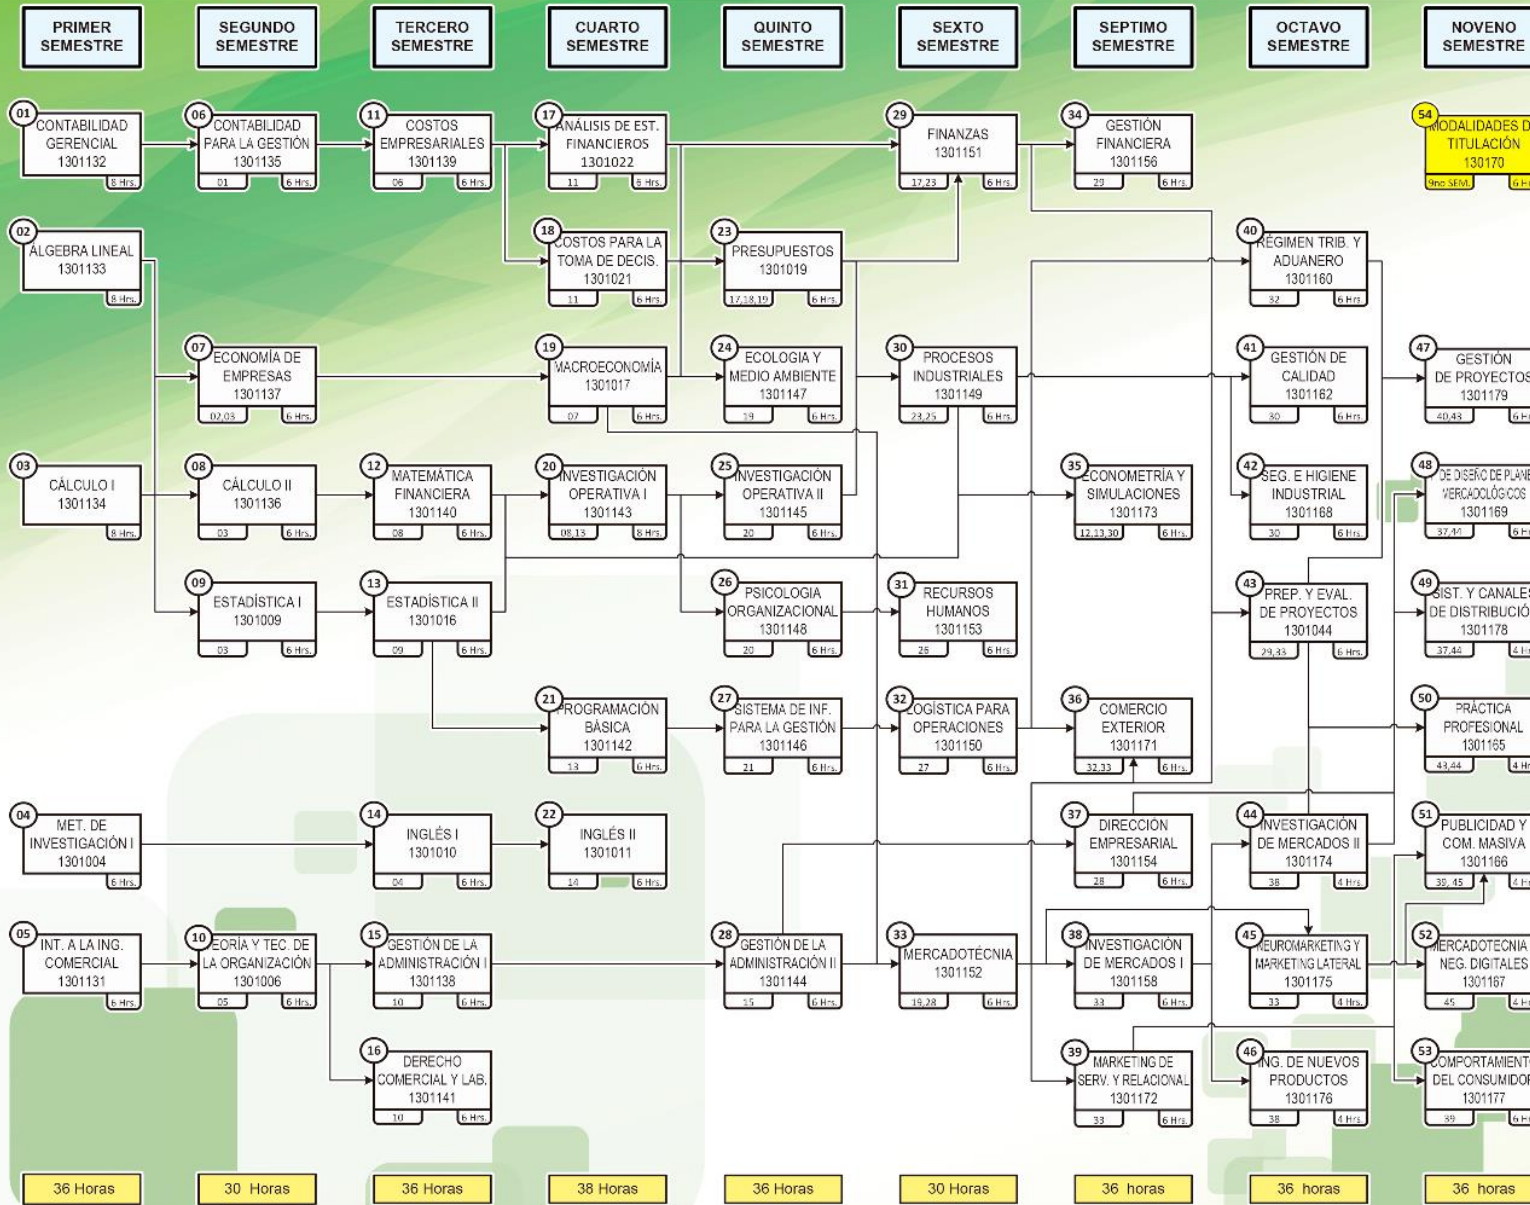 PRIMER
SEMESTRE
SEGUNDO
SEMESTRE
TERCERO
SEMESTRE
CUARTO
SEMESTRE
QUINTO
SEMESTRE
SEXTO
SEMESTRE
SEPTIMO
SEMESTRE
OCTAVO
SEMESTRE
NOVENO
SEMESTRE
01
CONTABILIDAD
GERENCIAL
1301132
8 Hrs.
06
CONTABILIDAD
PARA LA GESTIÓN
1301135
01
6 Hrs.
11
COSTOS
EMPRESARIALES
1301139
06
6 Hrs.
17
ANÁLISIS DE EST.
FINANCIEROS
1301022
11
6 Hrs.
29
FINANZAS
1301151
17,23
6 Hrs.
34
GESTIÓN
FINANCIERA
1301156
29
6 Hrs.
54
MODALIDADES D
TITULACIÓN
130170
9no SEM.
6 H
02
ÁLGEBRA LINEAL
1301133
8 Hrs.
18
COSTOS PARA LA
TOMA DE DECIS.
1301021
11
6 Hrs.
23
PRESUPUESTOS
1301019
17,18,19
6 Hrs.
40
RÉGIMEN TRIB. Y
ADUANERO
1301160
32
6 Hrs.
07
ECONOMÍA DE
EMPRESAS
1301137
02,03
6 Hrs.
19
MACROECONOMÍA
1301017
07
6 Hrs.
24
ECOLOGIA Y
MEDIO AMBIENTE
1301147
19
6 Hrs.
30
PROCESOS
INDUSTRIALES
1301149
23,25
6 Hrs.
41
GESTIÓN DE
CALIDAD
1301162
30
6 Hrs.
47
GESTIÓN
DE PROYECTOS
1301179
40,43
6 H
03
CÁLCULO I
1301134
8 Hrs.
08
CÁLCULO II
1301136
03
6 Hrs.
12
MATEMÁTICA
FINANCIERA
1301140
08
6 Hrs.
20
INVESTIGACIÓN
OPERATIVA I
1301143
08,13
8 Hrs.
25
INVESTIGACIÓN
OPERATIVA II
1301145
20
6 Hrs.
35
ECONOMETRÍA Y
SIMULACIONES
1301173
12,13,30
6 Hrs.
42
SEG. E HIGIENE
INDUSTRIAL
1301168
30
6 Hrs.
48
DE DISEÑO DE PLANE
MERCADOLÓGICOS
1301169
37,44
6 H
09
ESTADÍSTICA I
1301009
03
6 Hrs.
13
ESTADÍSTICA II
1301016
09
6 Hrs.
26
PSICOLOGIA
ORGANIZACIONAL
1301148
20
6 Hrs.
31
RECURSOS
HUMANOS
1301153
26
6 Hrs.
43
PREP. Y EVAL.
DE PROYECTOS
1301044
29,33
6 Hrs.
49
SIST. Y CANALES
DE DISTRIBUCIÓ
1301178
37,44
4 H
21
PROGRAMACIÓN
BÁSICA
1301142
13
6 Hrs.
27
SISTEMA DE INF.
PARA LA GESTIÓN
1301146
21
6 Hrs.
32
LOGÍSTICA PARA
OPERACIONES
1301150
27
6 Hrs.
36
COMERCIO
EXTERIOR
1301171
32,33
6 Hrs.
50
PRÁCTICA
PROFESIONAL
1301165
43,44
4 H
04
MET. DE
INVESTIGACIÓN I
1301004
6 Hrs.
14
INGLÉS I
1301010
04
6 Hrs.
22
INGLÉS II
1301011
14
6 Hrs.
37
DIRECCIÓN
EMPRESARIAL
1301154
28
6 Hrs.
44
INVESTIGACIÓN
DE MERCADOS II
1301174
38
4 Hrs.
51
PUBLICIDAD Y
COM. MASIVA
1301166
39, 45
4 H
05
INT. A LA ING.
COMERCIAL
1301131
6 Hrs.
10
TEORÍA Y TEC. DE
LA ORGANIZACIÓN
1301006
05
6 Hrs.
15
GESTIÓN DE LA
ADMINISTRACIÓN I
1301138
10
6 Hrs.
28
GESTIÓN DE LA
ADMINISTRACIÓN II
1301144
15
6 Hrs.
33
MERCADOTÉCNIA
1301152
19,28
6 Hrs.
38
INVESTIGACIÓN
DE MERCADOS I
1301158
33
6 Hrs.
45
NEUROMARKETING Y
MARKETING LATERAL
1301175
33
4 Hrs.
52
MERCADOTECNIA
NEG. DIGITALES
1301167
45
4 H
16
DERECHO
COMERCIAL Y LAB.
1301141
10
6 Hrs.
39
MARKETING DE
SERV. Y RELACIONAL
1301172
33
6 Hrs.
46
ING. DE NUEVOS
PRODUCTOS
1301176
38
4 Hrs.
53
COMPORTAMIENTO
DEL CONSUMIDOR
1301177
39
6 H
36 Horas
30 Horas
36 Horas
38 Horas
36 Horas
30 Horas
36 horas
36 horas
36 horas